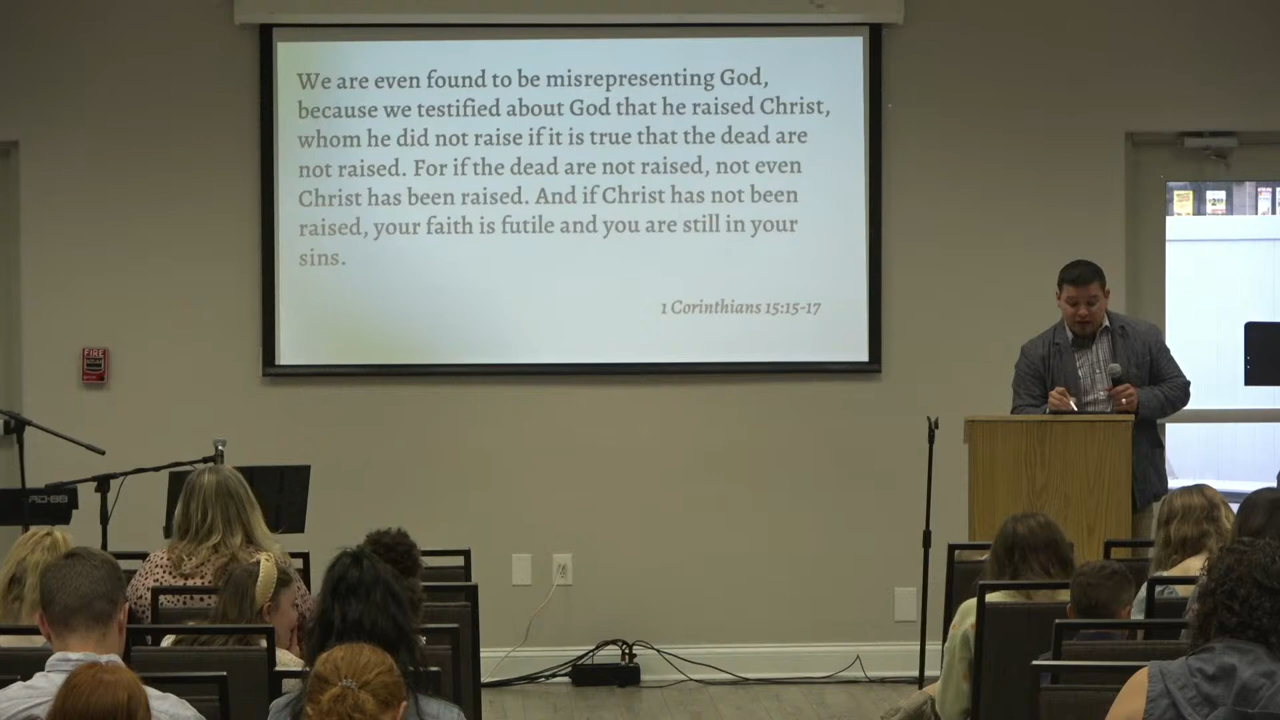 We are even found to be misrepresenting God,
because we testified about God that he raised Christ,
whom he did not raise if it is true that the dead are
not raised. For if the dead are not raised, not even
Christ has been raised. And if Christ has not been
raised, your faith is futile and you are still in your
sins.
1 Corinthians 15:15-17
FIRE
RD-88